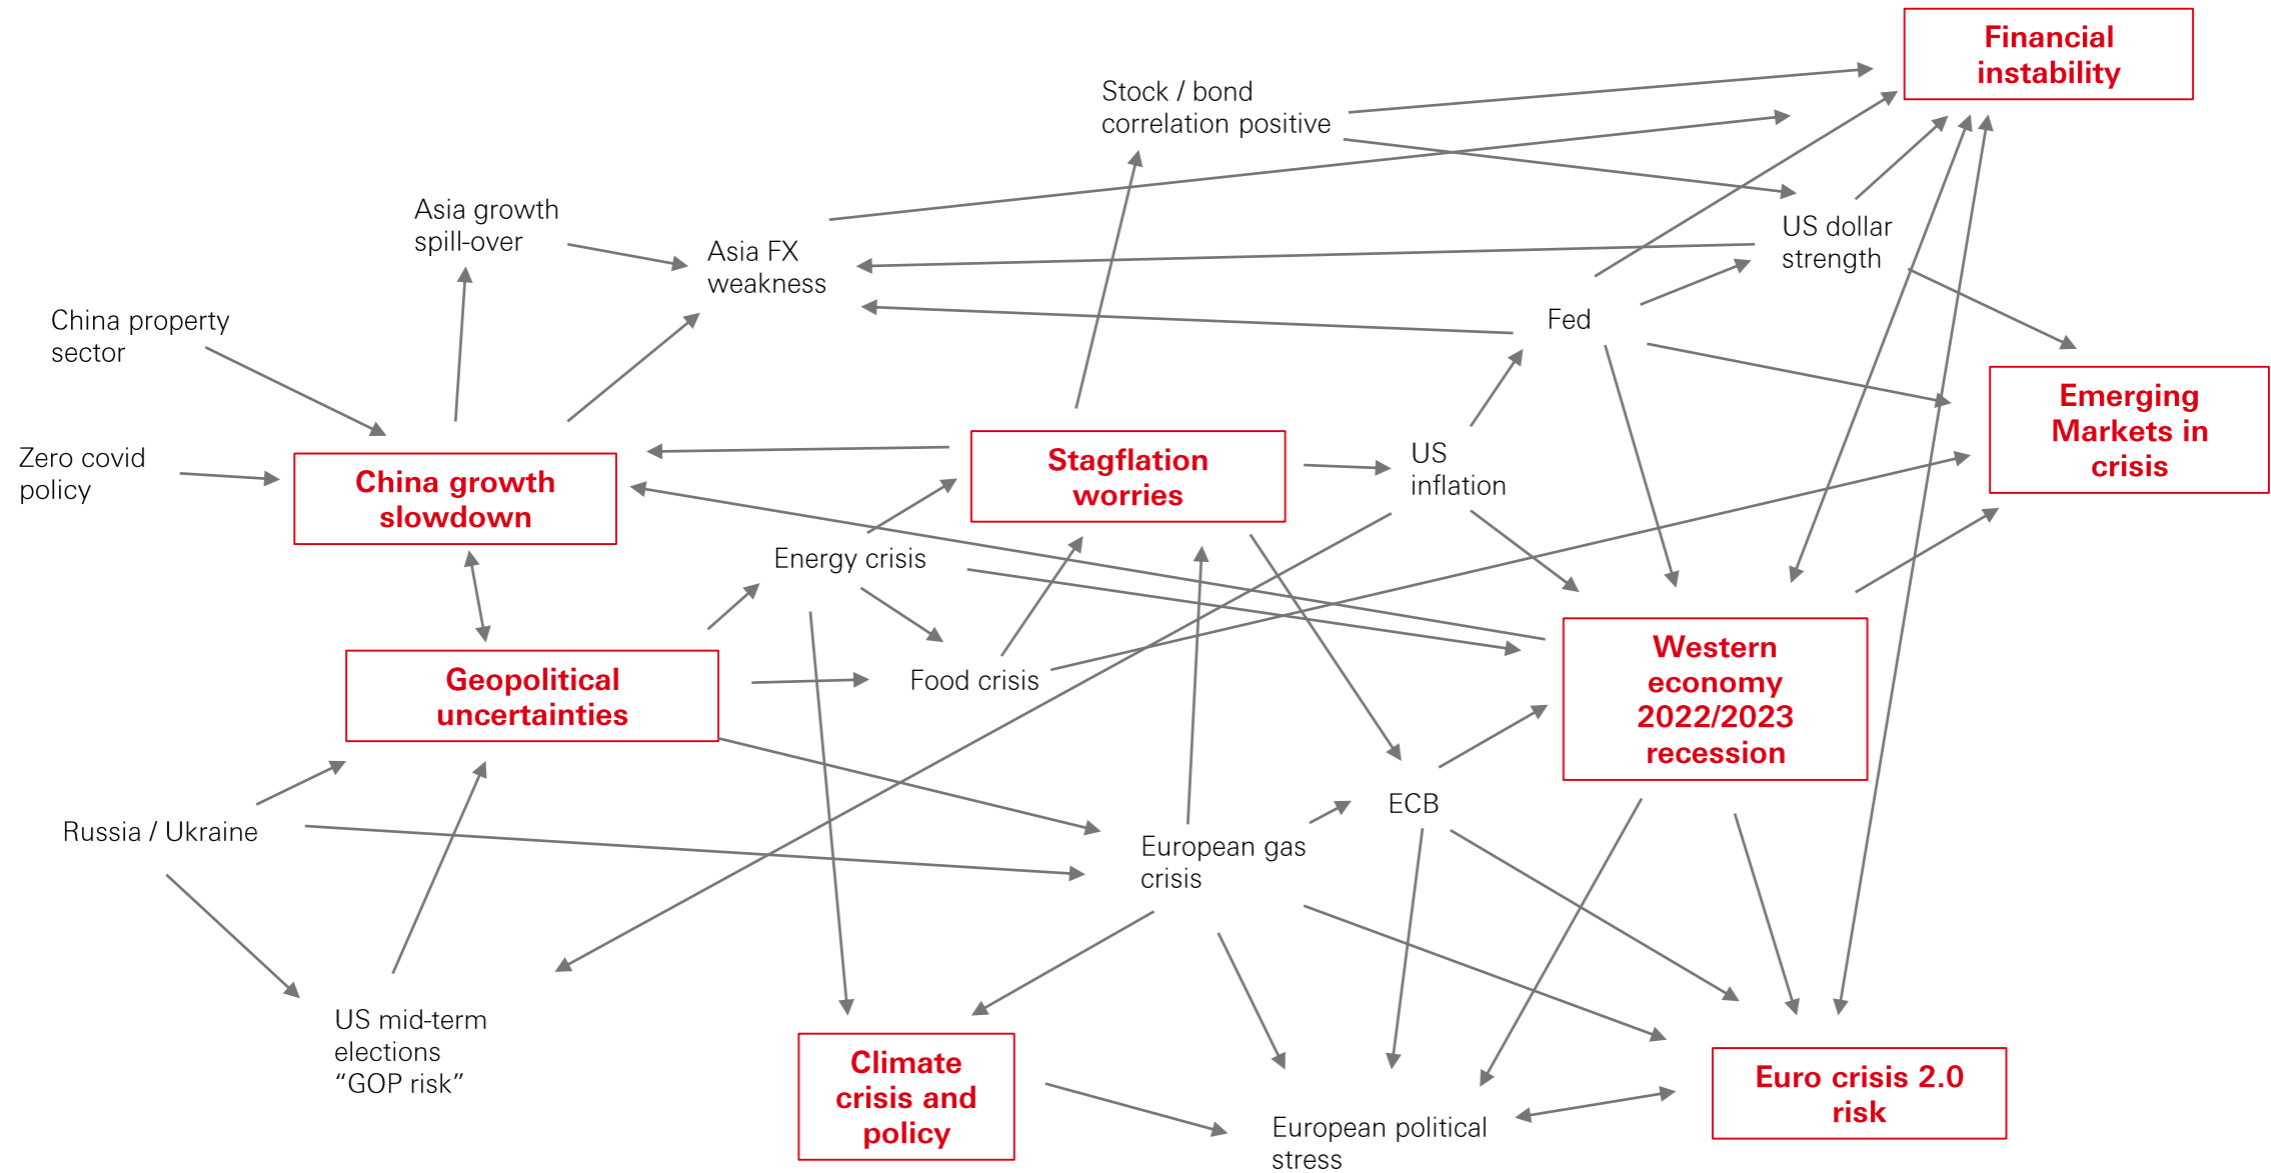 Financial
instability
Stock / bond
correlation positive
Asia growth
spill-over
US dollar
strength
Asia FX
weakness
China property
sector
Fed
Emerging
Markets in
crisis
Zero covid
policy
China growth
slowdown
Stagflation
worries
US
inflation
Energy crisis
Western
economy
2022/2023
recession
Geopolitical
uncertainties
Food crisis
Russia / Ukraine
ECB
European gas
crisis
US mid-term
elections
“GOP risk”
Climate
crisis and
policy
Euro crisis 2.0
risk
European political
stress